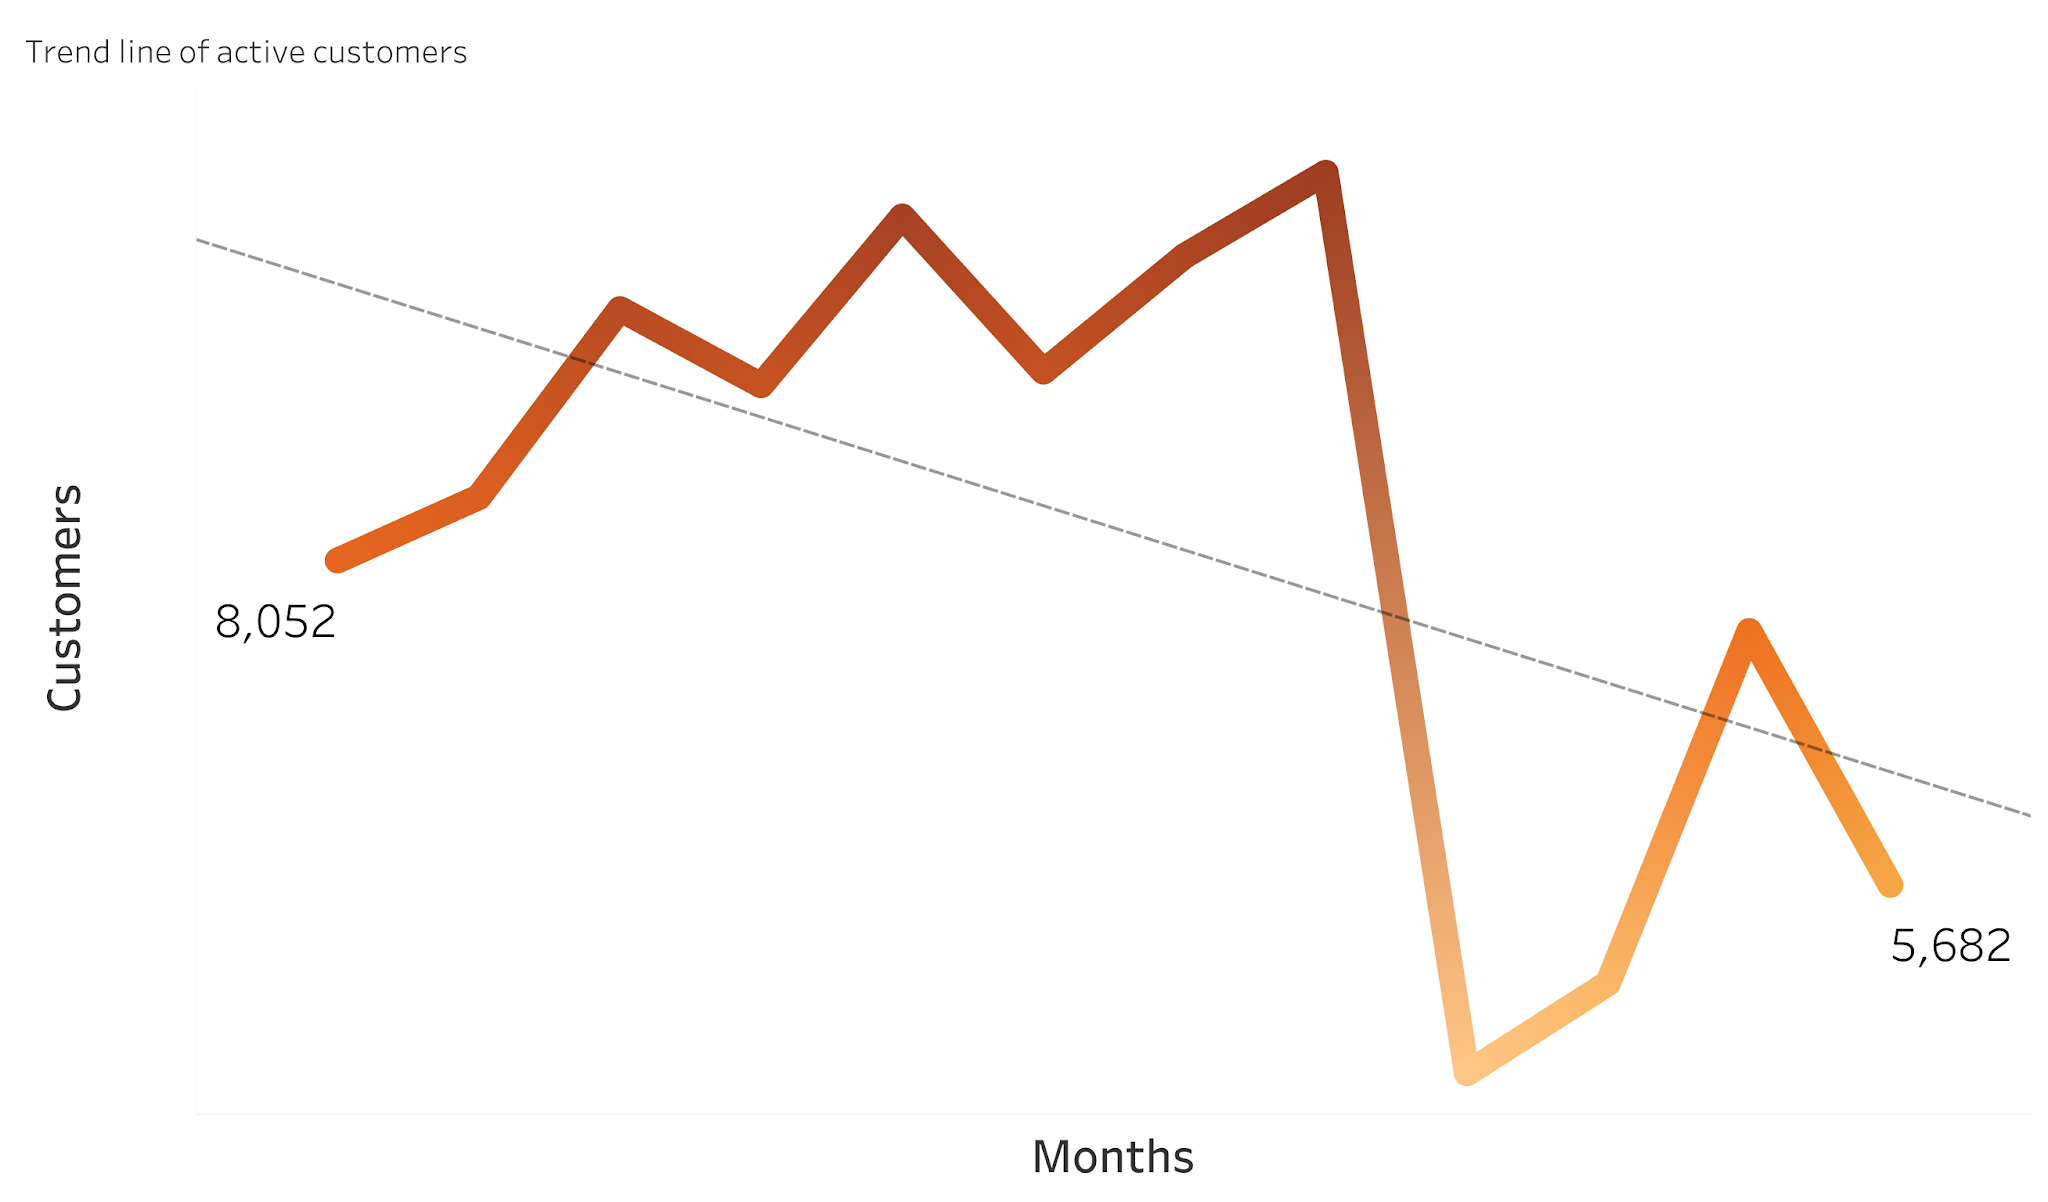 Trend line of active customers
Customers
8,052
5,682
Months